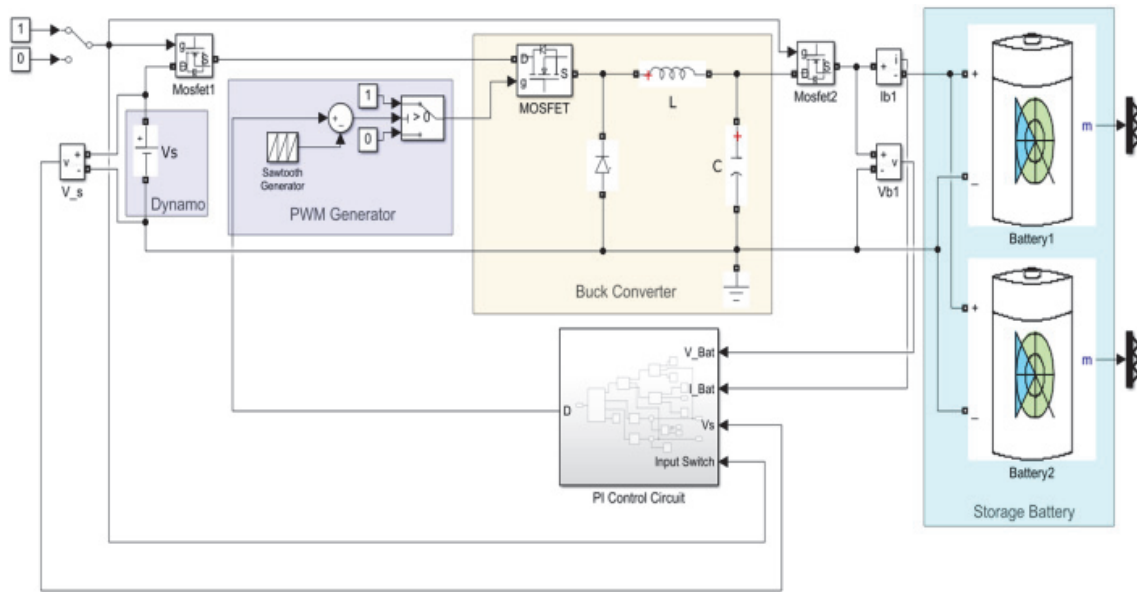 1
0
g
D
S
Mosfet1
+
Vs
Dynamo
v
+
-
V_s
1
> 0
0
+
-
Sawtooth
Generator
PWM Generator
D
g
S
MOSFET
+
L
+
C
Buck Converter
g
D
S
Mosfet2
+
i
-
Ib1
+
-
v
Vb1
+
_
m
Battery1
+
_
m
Battery2
Storage Battery
V_Bat
I_Bat
D
Vs
Input Switch
PI Control Circuit